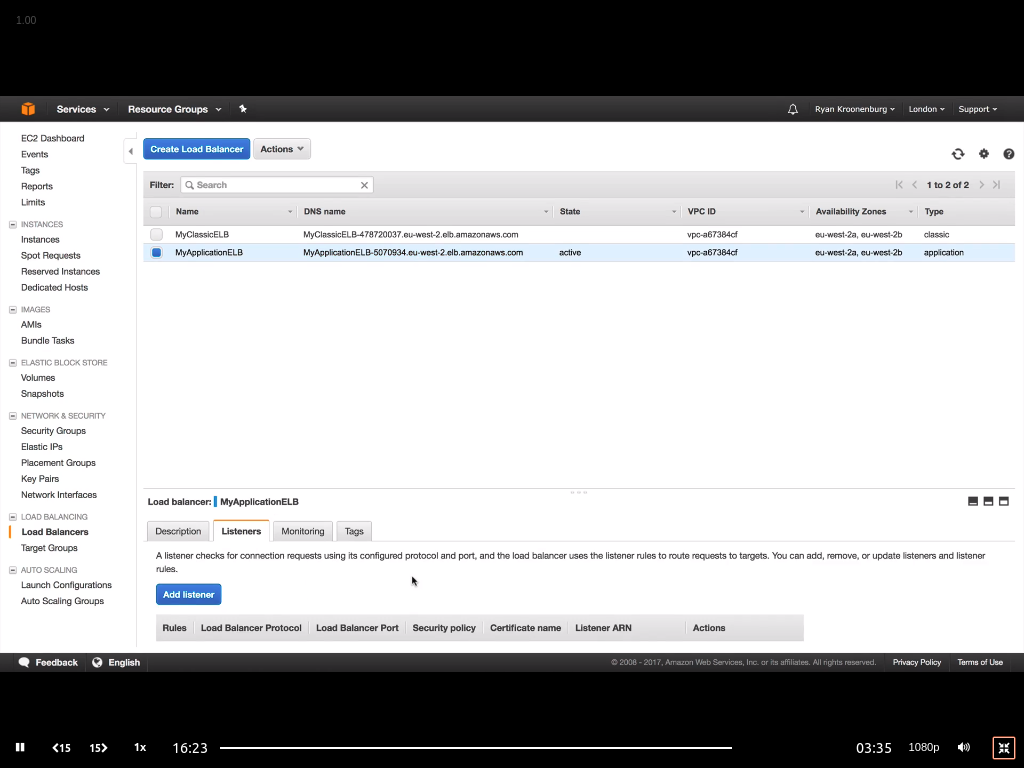 1.00
Services
Resource Groups
Ryan Kroonenburg
London
Support
EC2 Dashboard
Events
Tags
Reports
Limits
INSTANCES
Instances
Spot Requests
Reserved Instances
Dedicated Hosts
IMAGES
AMIs
Bundle Tasks
ELASTIC BLOCK STORE
Volumes
Snapshots
NETWORK & SECURITY
Security Groups
Elastic IPs
Placement Groups
Key Pairs
Network Interfaces
LOAD BALANCING
Load Balancers
Target Groups
AUTO SCALING
Launch Configurations
Auto Scaling Groups
Create Load Balancer
Actions
Filter: Search
1 to 2 of 2
Name DNS name State VPC ID Availability Zones Type
MyClassicELB MyClassicELB-478720037.eu-west-2.elb.amazonaws.com vpc-a67384cf eu-west-2a, eu-west-2b classic
MyApplicationELB MyApplicationELB-5070934.eu-west-2.elb.amazonaws.com active vpc-a67384cf eu-west-2a, eu-west-2b application
Load balancer: MyApplicationELB
Description Listeners Monitoring Tags
A listener checks for connection requests using its configured protocol and port, and the load balancer uses the listener rules to route requests to targets. You can add, remove, or update listeners and listener
rules.
Add listener
Rules Load Balancer Protocol Load Balancer Port Security policy Certificate name Listener ARN Actions
Feedback English
© 2008 - 2017, Amazon Web Services, Inc. or its affiliates. All rights reserved. Privacy Policy Terms of Use
15 15 1x 16:23 03:35 1080p